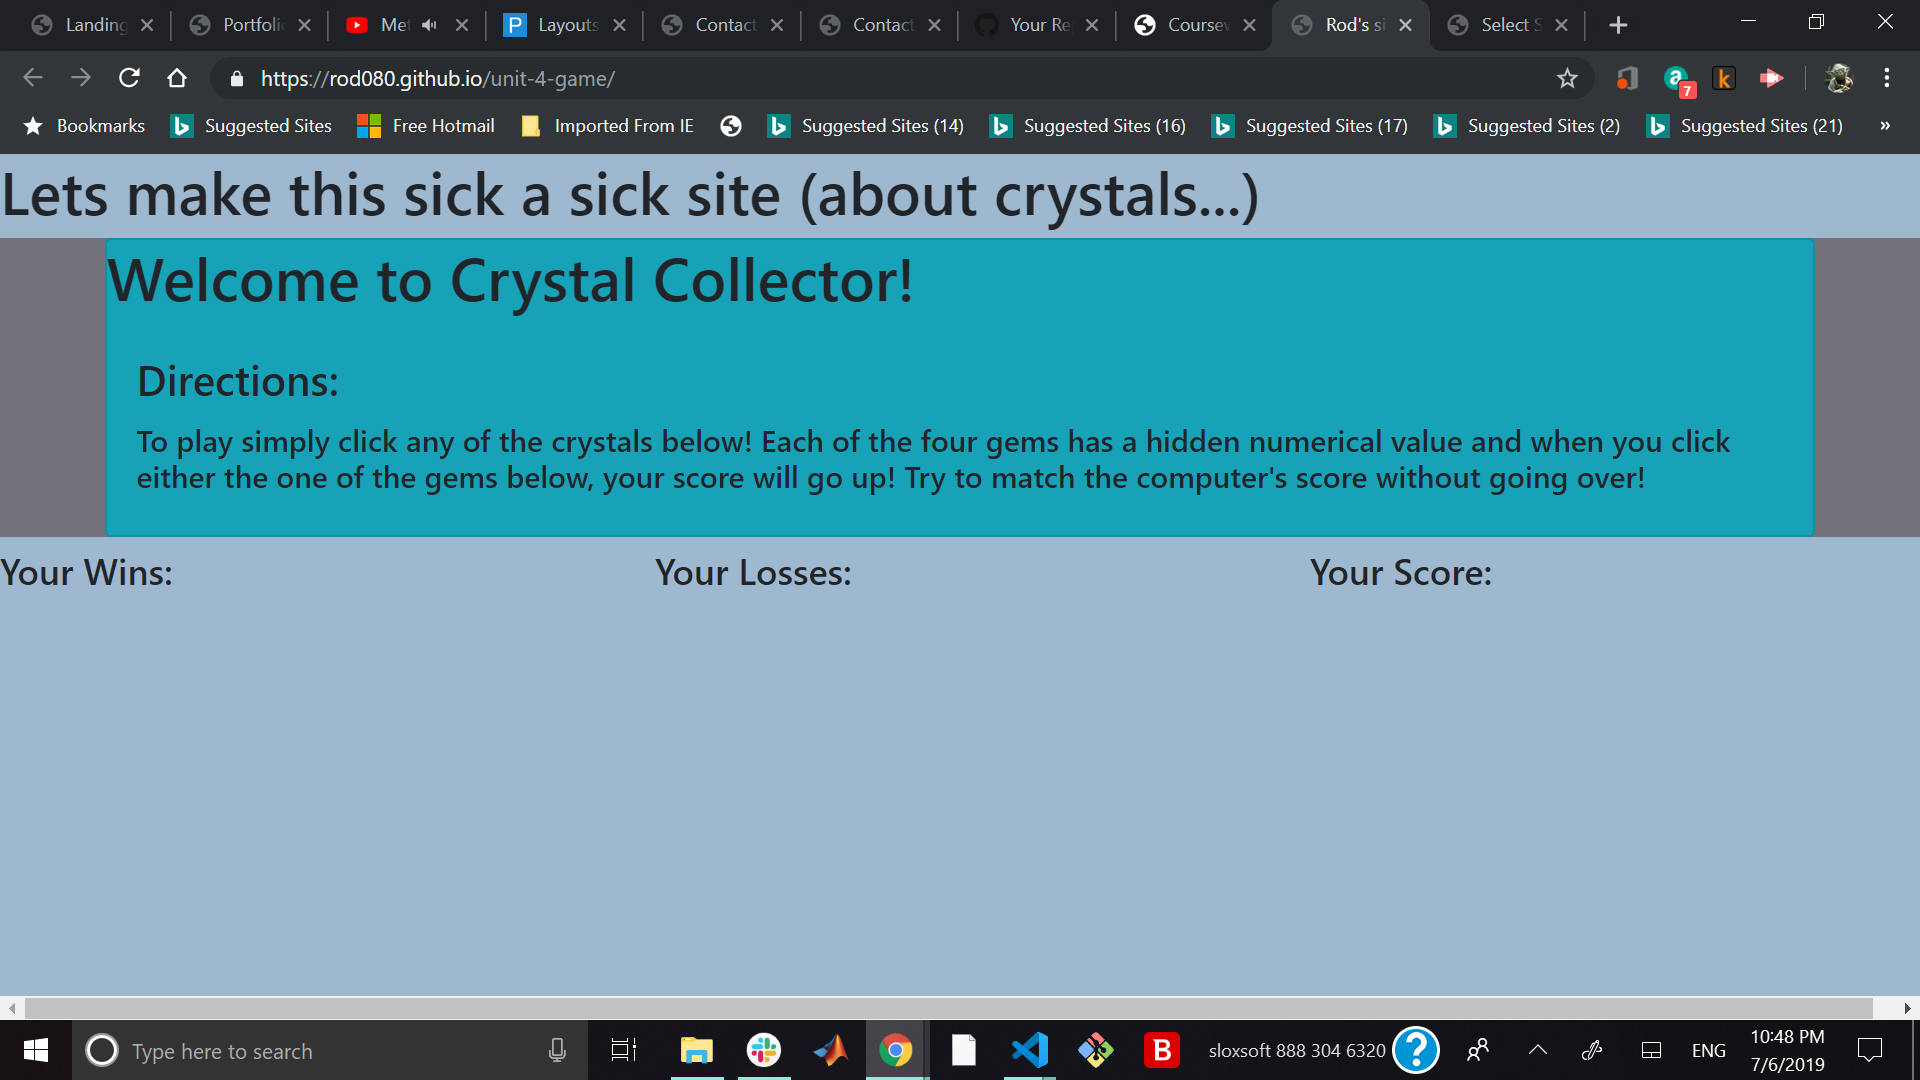 Landing
Portfolio
Met
Layouts
Contact
Contact
Your Re
Coursew
Rod's si
Select S
https://rod080.github.io/unit-4-game/
7
k
Bookmarks
Suggested Sites
Free Hotmail
Imported From IE
Suggested Sites (14)
Suggested Sites (16)
Suggested Sites (17)
Suggested Sites (2)
Suggested Sites (21)
»
Lets make this sick a sick site (about crystals...)
Welcome to Crystal Collector!
Directions:
To play simply click any of the crystals below! Each of the four gems has a hidden numerical value and when you click
either the one of the gems below, your score will go up! Try to match the computer's score without going over!
Your Wins:
Your Losses:
Your Score:
Type here to search
B
sloxsoft 888 304 6320
?
ENG
10:48 PM
7/6/2019